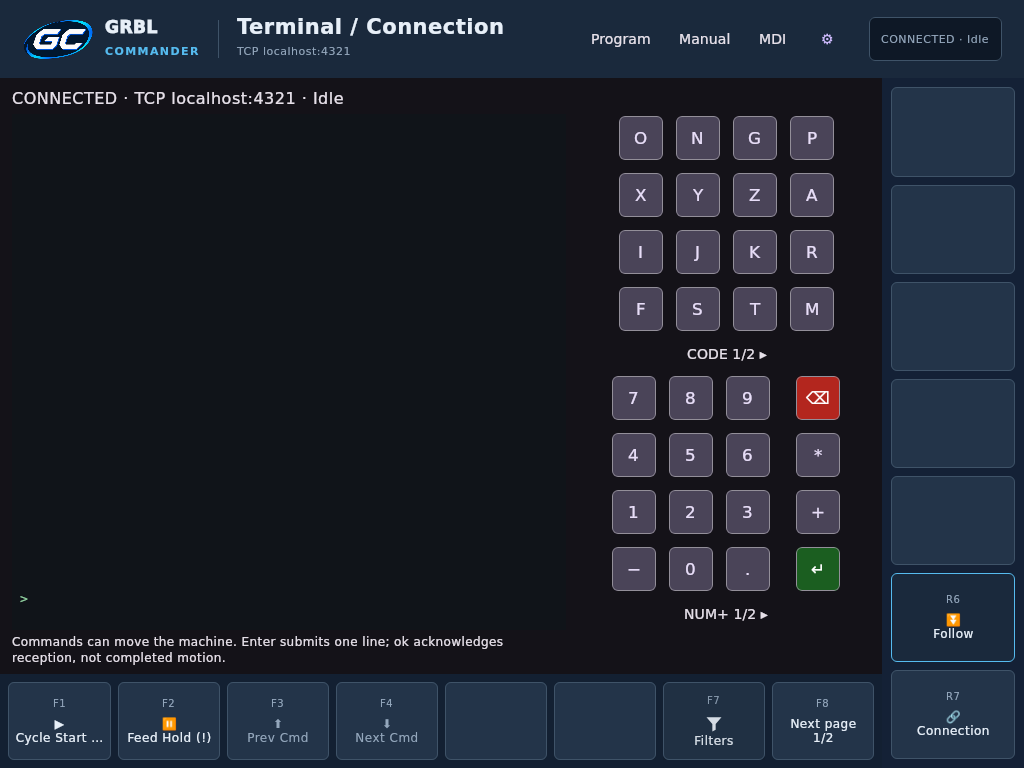 GC
GRBL
COMMANDER
Terminal / Connection
TCP localhost:4321
Program
Manual
MDI
⚙
CONNECTED · Idle
CONNECTED · TCP localhost:4321 · Idle
O N G P
X Y Z A
I J K R
F S T M
CODE 1/2 ▸
7 8 9 ⌫
4 5 6 *
1 2 3 +
− 0 . ↵
NUM+ 1/2 ▸
>
Commands can move the machine. Enter submits one line; ok acknowledges
reception, not completed motion.
R6
⏬
Follow
R7
🔗
Connection
F1
▶
Cycle Start ...
F2
⏸
Feed Hold (!)
F3
⬆
Prev Cmd
F4
⬇
Next Cmd
F7
Filters
F8
Next page
1/2